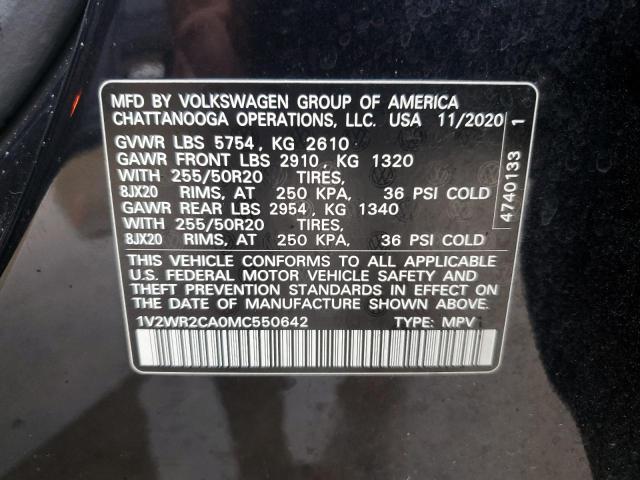 MFD BY VOLKSWAGEN GROUP OF AMERICA
CHATTANOOGA OPERATIONS, LLC. USA 11/2020
GVWR LBS 5754, KG 2610
GAWR FRONT LBS 2910, KG 1320
WITH 255/50R20 TIRES,
8JX20 RIMS, AT 250 KPA, 36 PSI COLD
GAWR REAR LBS 2954, KG 1340
WITH 255/50R20 TIRES,
8JX20 RIMS, AT 250 KPA, 36 PSI COLD
THIS VEHICLE CONFORMS TO ALL APPLICABLE
U.S. FEDERAL MOTOR VEHICLE SAFETY AND
THEFT PREVENTION STANDARDS IN EFFECT ON
THE DATE OF MANUFACTURE SHOWN ABOVE.
1V2WR2CA0MC550642 TYPE: MPV
4740133 1